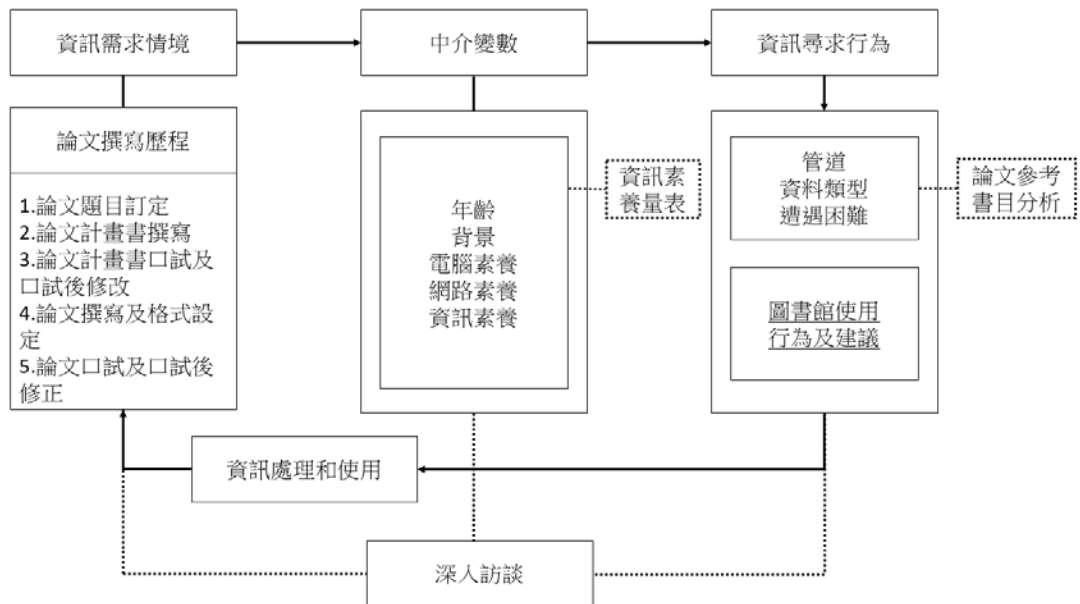 資訊需求情境
中介變數
資訊尋求行為
論文撰寫歷程
1.論文題目訂定
2.論文計畫書撰寫
3.論文計畫書口試及
口試後修改
4.論文撰寫及格式設
定
5.論文口試及口試後
修正
年齡
背景
電腦素養
網路素養
資訊素養
資訊素
養量表
管道
資料類型
遭遇困難
論文參考
書目分析
圖書館使用
行為及建議
資訊處理和使用
深入訪談